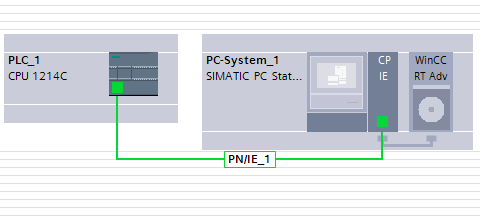 PLC_1
CPU 1214C
PC-System_1
SIMATIC PC Stat...
CP
IE
WinCC
RT Adv
PN/IE_1